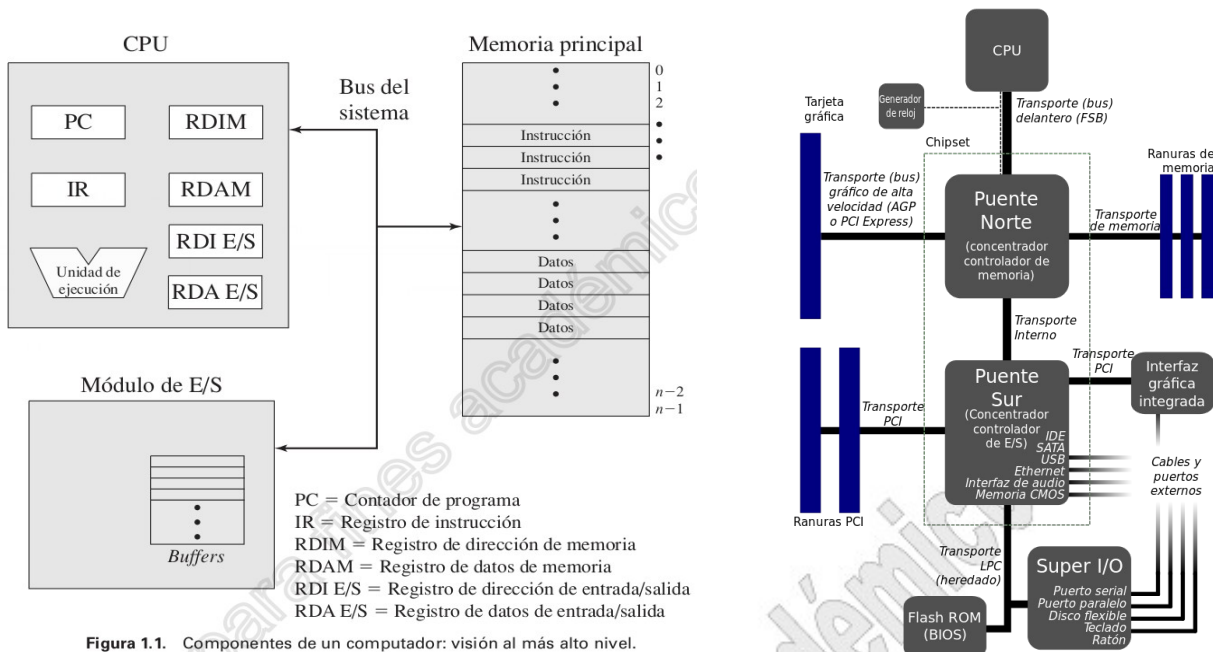 CPU
Memoria principal
Bus del
sistema
PC
RDIM
IR
RDAM
RDI E/S
Unidad de
ejecución
RDA E/S
0
1
2
Instrucción
Instrucción
Instrucción
Datos
Datos
Datos
Datos
n−2
n−1
Módulo de E/S
Buffers
PC = Contador de programa
IR = Registro de instrucción
RDIM = Registro de dirección de memoria
RDAM = Registro de datos de memoria
RDI E/S = Registro de dirección de entrada/salida
RDA E/S = Registro de datos de entrada/salida
Figura 1.1. Componentes de un computador: visión al más alto nivel.
para fines académic
CPU
Generador
de reloj
Transporte (bus)
delantero (FSB)
Tarjeta
gráfica
Chipset
Transporte (bus)
gráfico de alta
velocidad (AGP
o PCI Express)
Puente
Norte
(concentrador
controlador de
memoria)
Transporte
de memoria
Ranuras de
memoria
Transporte
Interno
Transporte
PCI
Puente
Sur
(Concentrador
controlador
de E/S)
IDE
SATA
USB
Ethernet
Interfaz de audio
Memoria CMOS
Interfaz
gráfica
integrada
Transporte
PCI
Ranuras PCI
Cables y
puertos
externos
Transporte
LPC
(heredado)
Super I/O
Puerto serial
Puerto paralelo
Disco flexible
Teclado
Ratón
Flash ROM
(BIOS)
démic